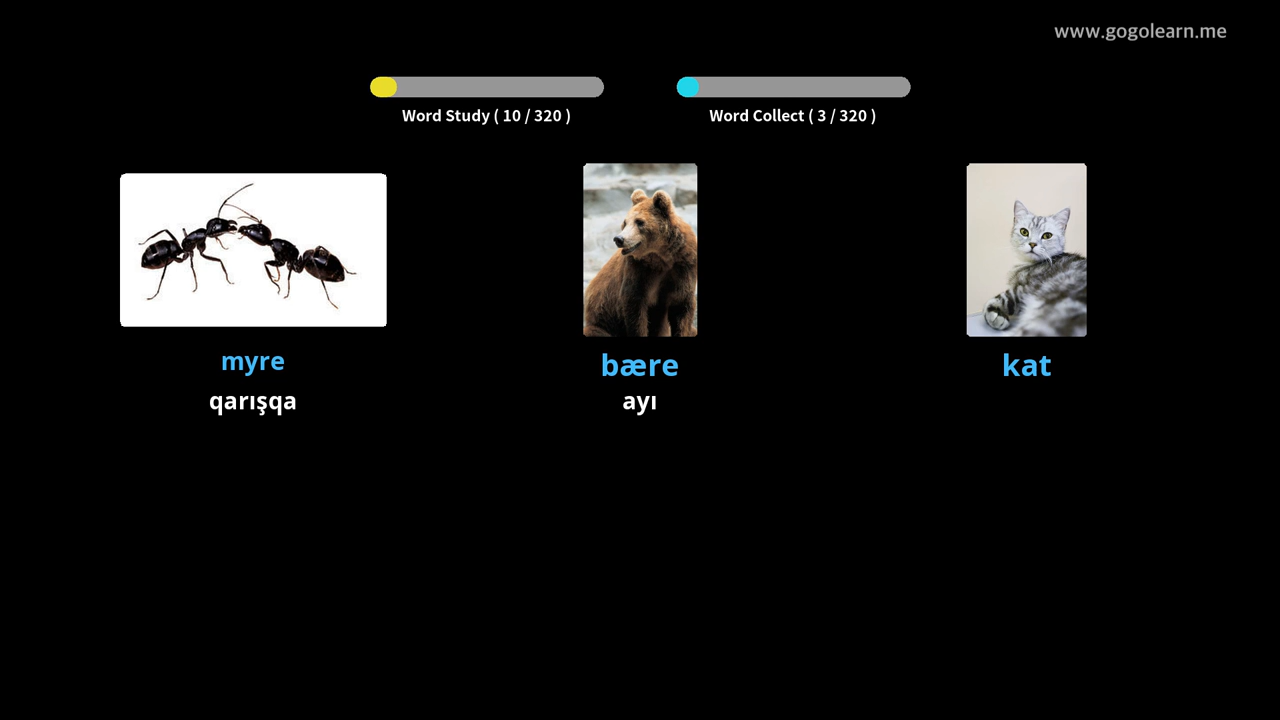 www.gogolearn.me
Word Study ( 10 / 320 )
Word Collect ( 3 / 320 )
myre
bære
kat
qarışqa
ayı